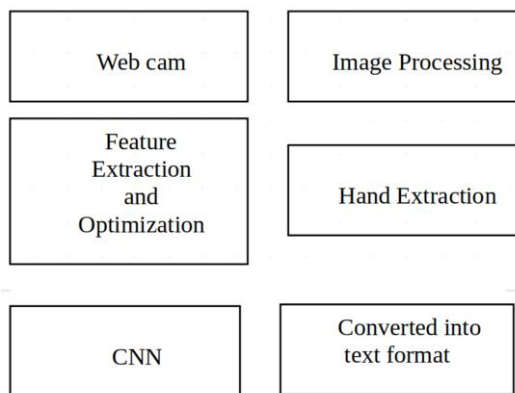 Web cam
Image Processing
Feature
Extraction
and
Optimization
Hand Extraction
CNN
Converted into
text format